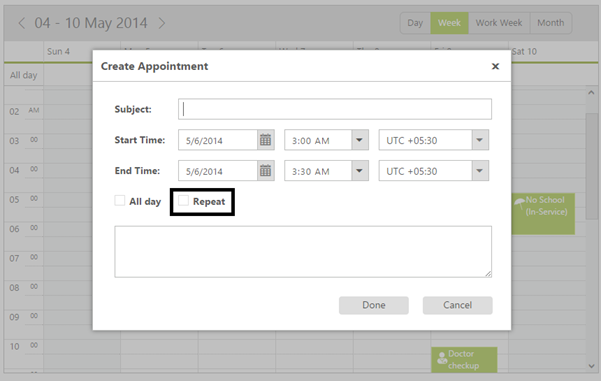 04 - 10 May 2014
Day Week Work Week Month
Sun 4
Sat 10
All day
Create Appointment
Subject:
Start Time: 5/6/2014 3:00 AM UTC +05:30
End Time: 5/6/2014 3:30 AM UTC +05:30
All day Repeat
Done Cancel
02 AM
03 00
04 00
05 00
06 00
07 00
08 00
09 00
10 00
No School
(In-Service)
Doctor
checkup